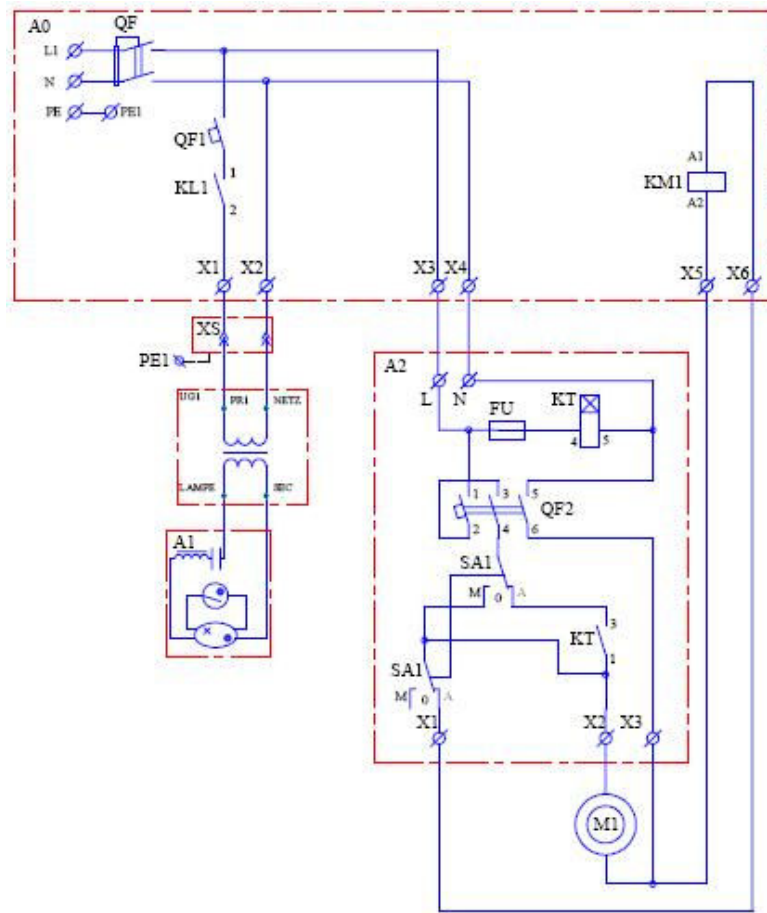 A0 QF
L1
N
PE PE1
QF1
1
KL1
2
A1
KM1
A2
X1 X2 X3 X4 X5 X6
XS
PE1
A2
L N FU KT
4 5
UG1 PR1 NETZ
LAMPE SEC
1 3 5
QF2
2 4 6
A1
SA1
M 0 A
3
KT
1
SA1
M 0 A
X1 X2 X3
M1